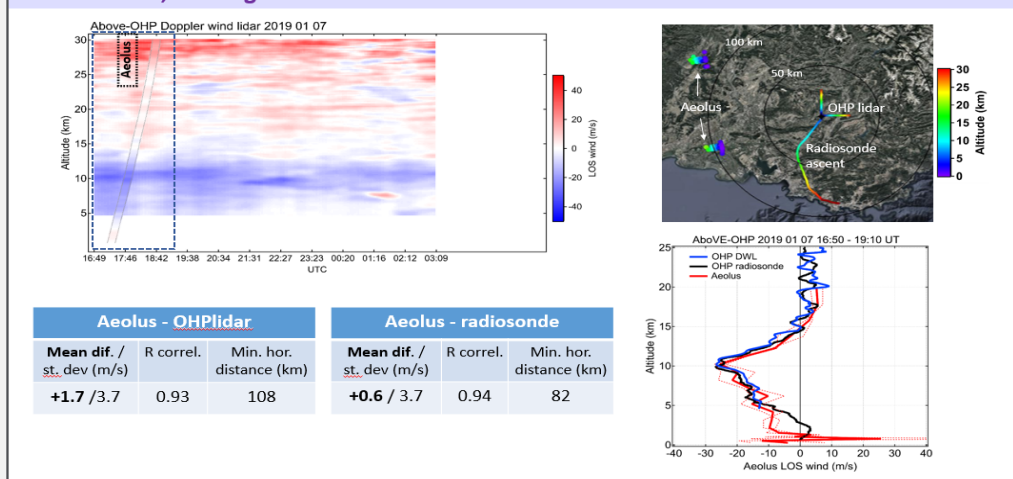 Above-OHP Doppler wind lidar 2019 01 07
30
25
20
15
10
5
Altitude (km)
Aeolus
16:49 17:46 18:42 19:38 20:34 21:31 22:27 23:23 00:20 01:16 02:12 03:09
UTC
40
20
0
-20
-40
LOS wind (m/s)
100 km
50 km
Aeolus
OHP lidar
Radiosonde
ascent
30
25
20
15
10
5
0
Altitude (km)
Aeolus - OHPlidar
Mean dif. / R correl. Min. hor.
st. dev (m/s) distance (km)
+1.7 /3.7 0.93 108
Aeolus - radiosonde
Mean dif. / R correl. Min. hor.
st. dev (m/s) distance (km)
+0.6 / 3.7 0.94 82
AboVE-OHP 2019 01 07 16:50 - 19:10 UT
OHP DWL
OHP radiosonde
Aeolus
25
20
15
10
5
0
Altitude (km)
-40 -30 -20 -10 0 10 20 30 40
Aeolus LOS wind (m/s)